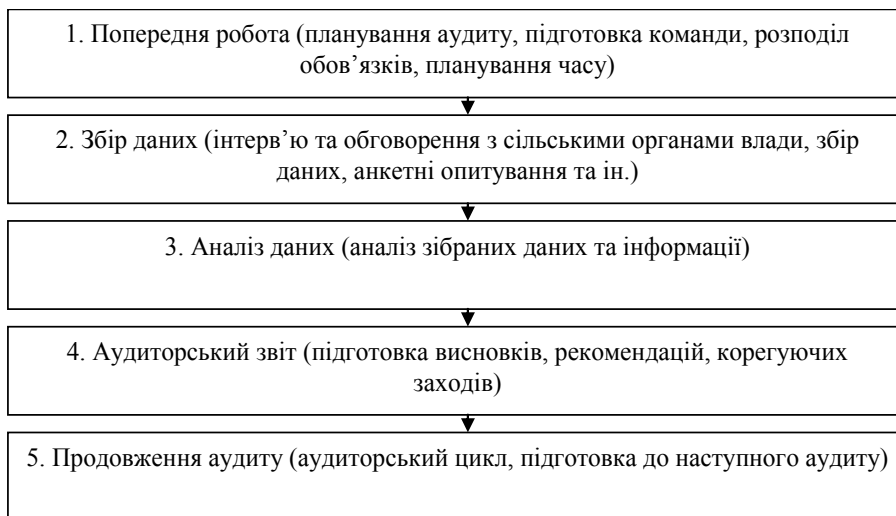 1. Попередня робота (планування аудиту, підготовка команди, розподіл
обов’язків, планування часу)
2. Збір даних (інтерв’ю та обговорення з сільськими органами влади, збір
даних, анкетні опитування та ін.)
3. Аналіз даних (аналіз зібраних даних та інформації)
4. Аудиторський звіт (підготовка висновків, рекомендацій, корегуючих
заходів)
5. Продовження аудиту (аудиторський цикл, підготовка до наступного аудиту)